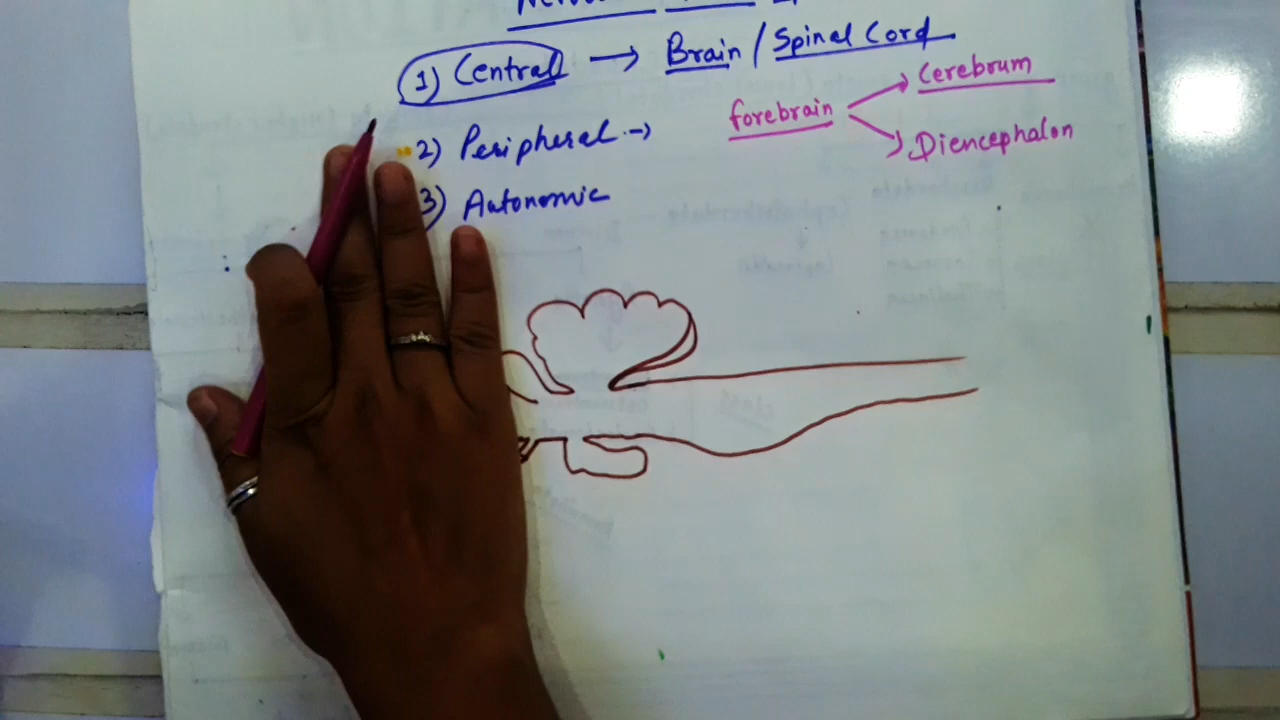 1) Central → Brain / Spinal Cord
forebrain → Cerebrum
→ Diencephalon
2) Peripheral →
3) Autonomic